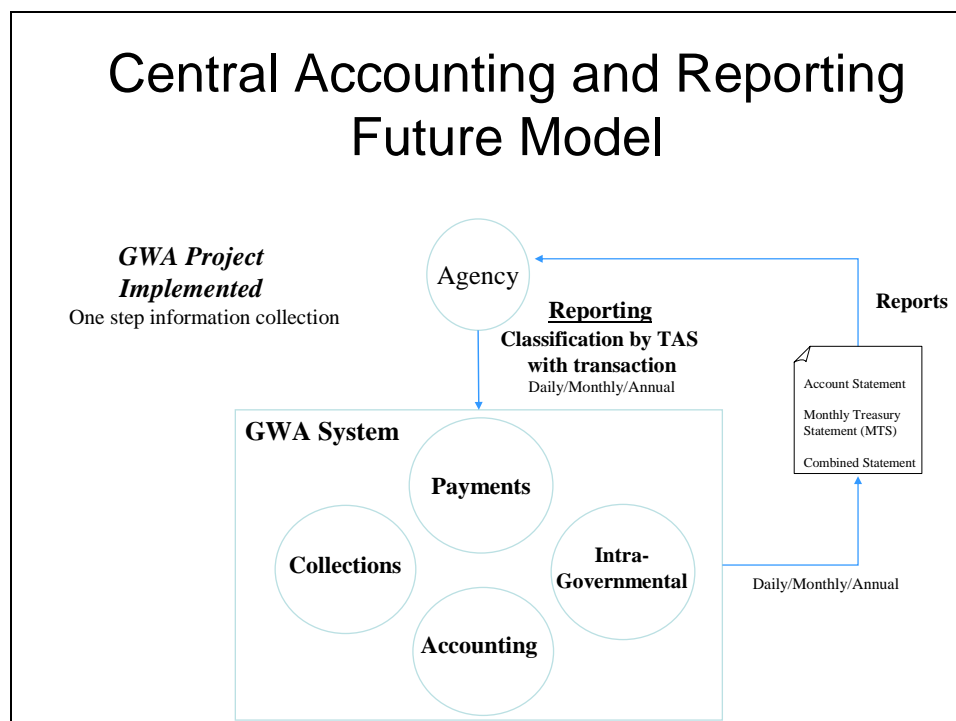 Central Accounting and Reporting
Future Model
GWA Project
Implemented
One step information collection
Agency
Reporting
Classification by TAS
with transaction
Daily/Monthly/Annual
Reports
Account Statement
Monthly Treasury
Statement (MTS)
Combined Statement
GWA System
Payments
Collections
Intra-
Governmental
Accounting
Daily/Monthly/Annual